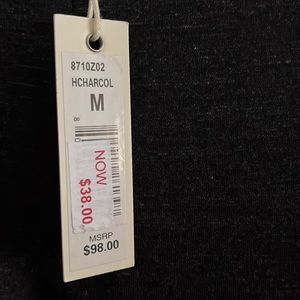 8710Z02
HCHARCOL
M
NOW
$38.00
MSRP
$98.00